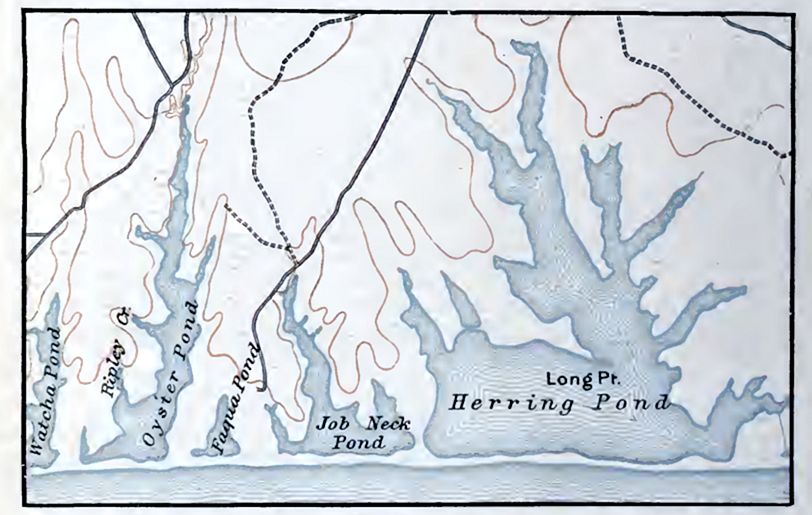 Watcha Pond
Ripley Cr.
Oyster Pond
Faqua Pond
Job Neck
Pond
Long Pt.
Herring Pond